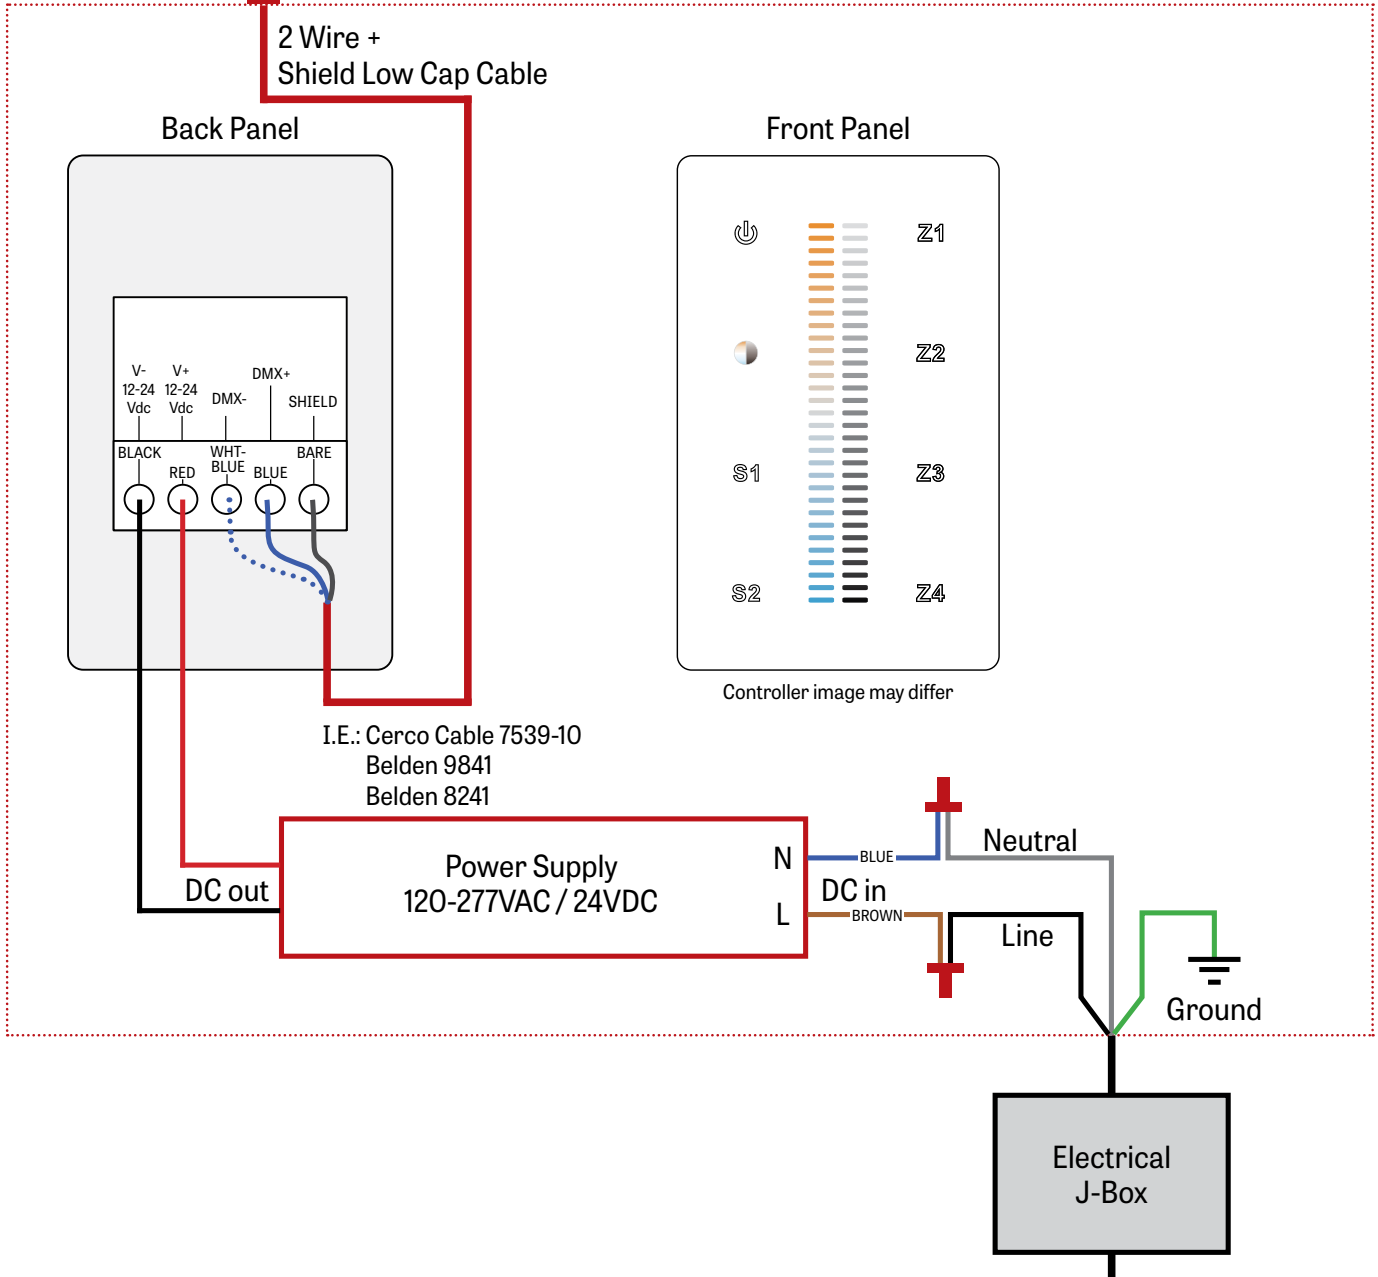 2 Wire +
Shield Low Cap Cable
Back Panel
Front Panel
V-
12-24
Vdc
V+
12-24
Vdc
DMX-
DMX+
SHIELD
BLACK
RED
WHT-
BLUE
BLUE
BARE
Z1
Z2
S1
Z3
S2
Z4
Controller image may differ
I.E.: Cerco Cable 7539-10
Belden 9841
Belden 8241
Power Supply
120-277VAC / 24VDC
N
L
DC out
DC in
BLUE
BROWN
Neutral
Line
Ground
Electrical
J-Box